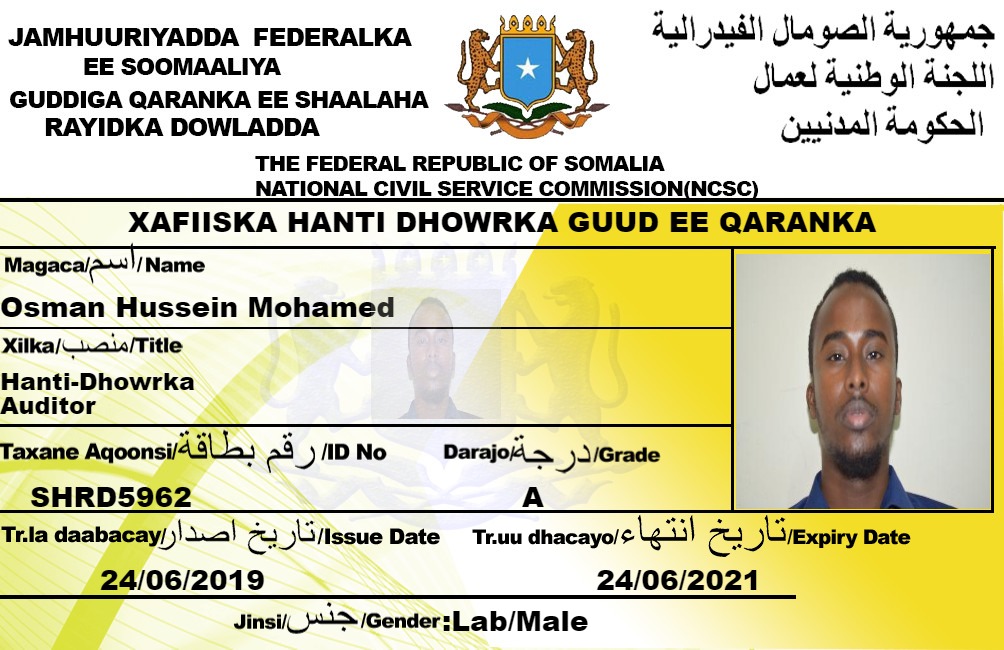 JAMHUURIYADDA FEDERALKA
EE SOOMAALIYA
GUDDIGA QARANKA EE SHAALAHA
RAYIDKA DOWLADDA
جمهورية الصومال الفيدرالية
اللجنة الوطنية لعمال
الحكومة المدنيين
THE FEDERAL REPUBLIC OF SOMALIA
NATIONAL CIVIL SERVICE COMMISSION(NCSC)
XAFIISKA HANTI DHOWRKA GUUD EE QARANKA
Magaca/اسم/Name
Osman Hussein Mohamed
Xilka/منصب/Title
Hanti-Dhowrka
Auditor
Taxane Aqoonsi/رقم بطاقة/ID No
Darajo/درجة/Grade
SHRD5962
A
Tr.la daabacay/تاريخ اصدار/Issue Date
Tr.uu dhacayo/تاريخ انتهاء/Expiry Date
24/06/2019
24/06/2021
Jinsi/جنس/Gender:Lab/Male